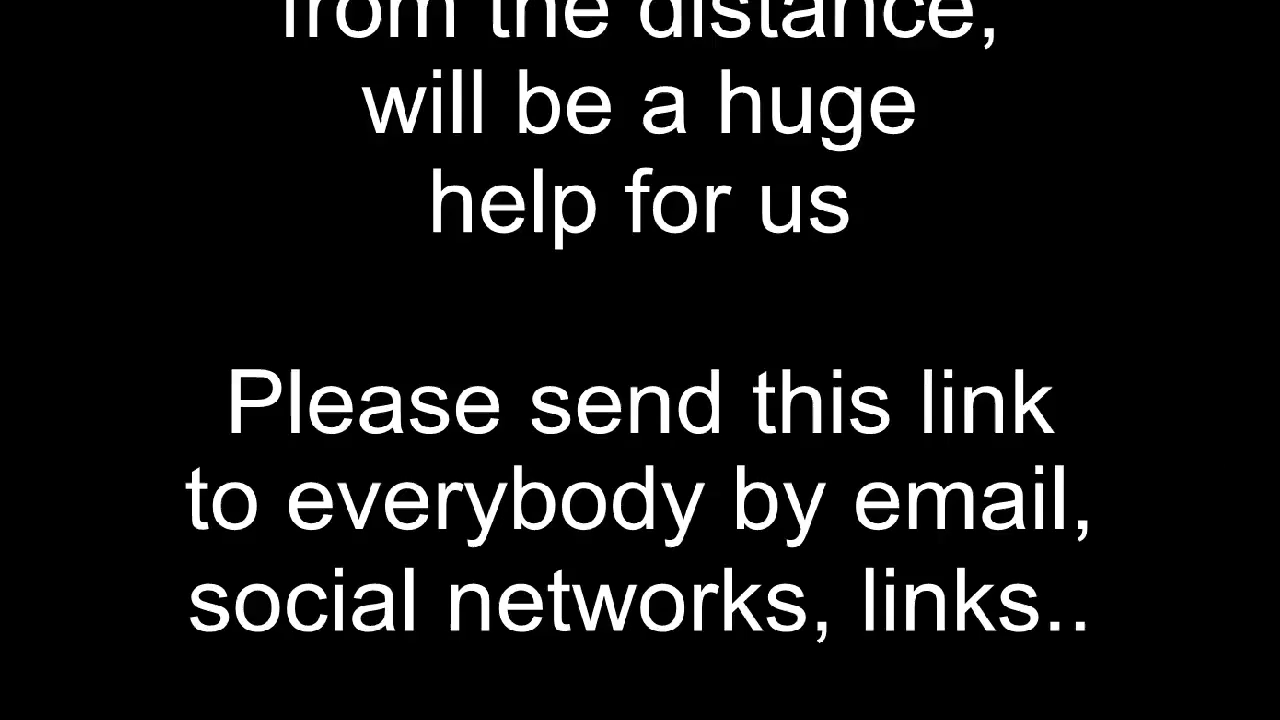 from the distance,
will be a huge
help for us
Please send this link
to everybody by email,
social networks, links..